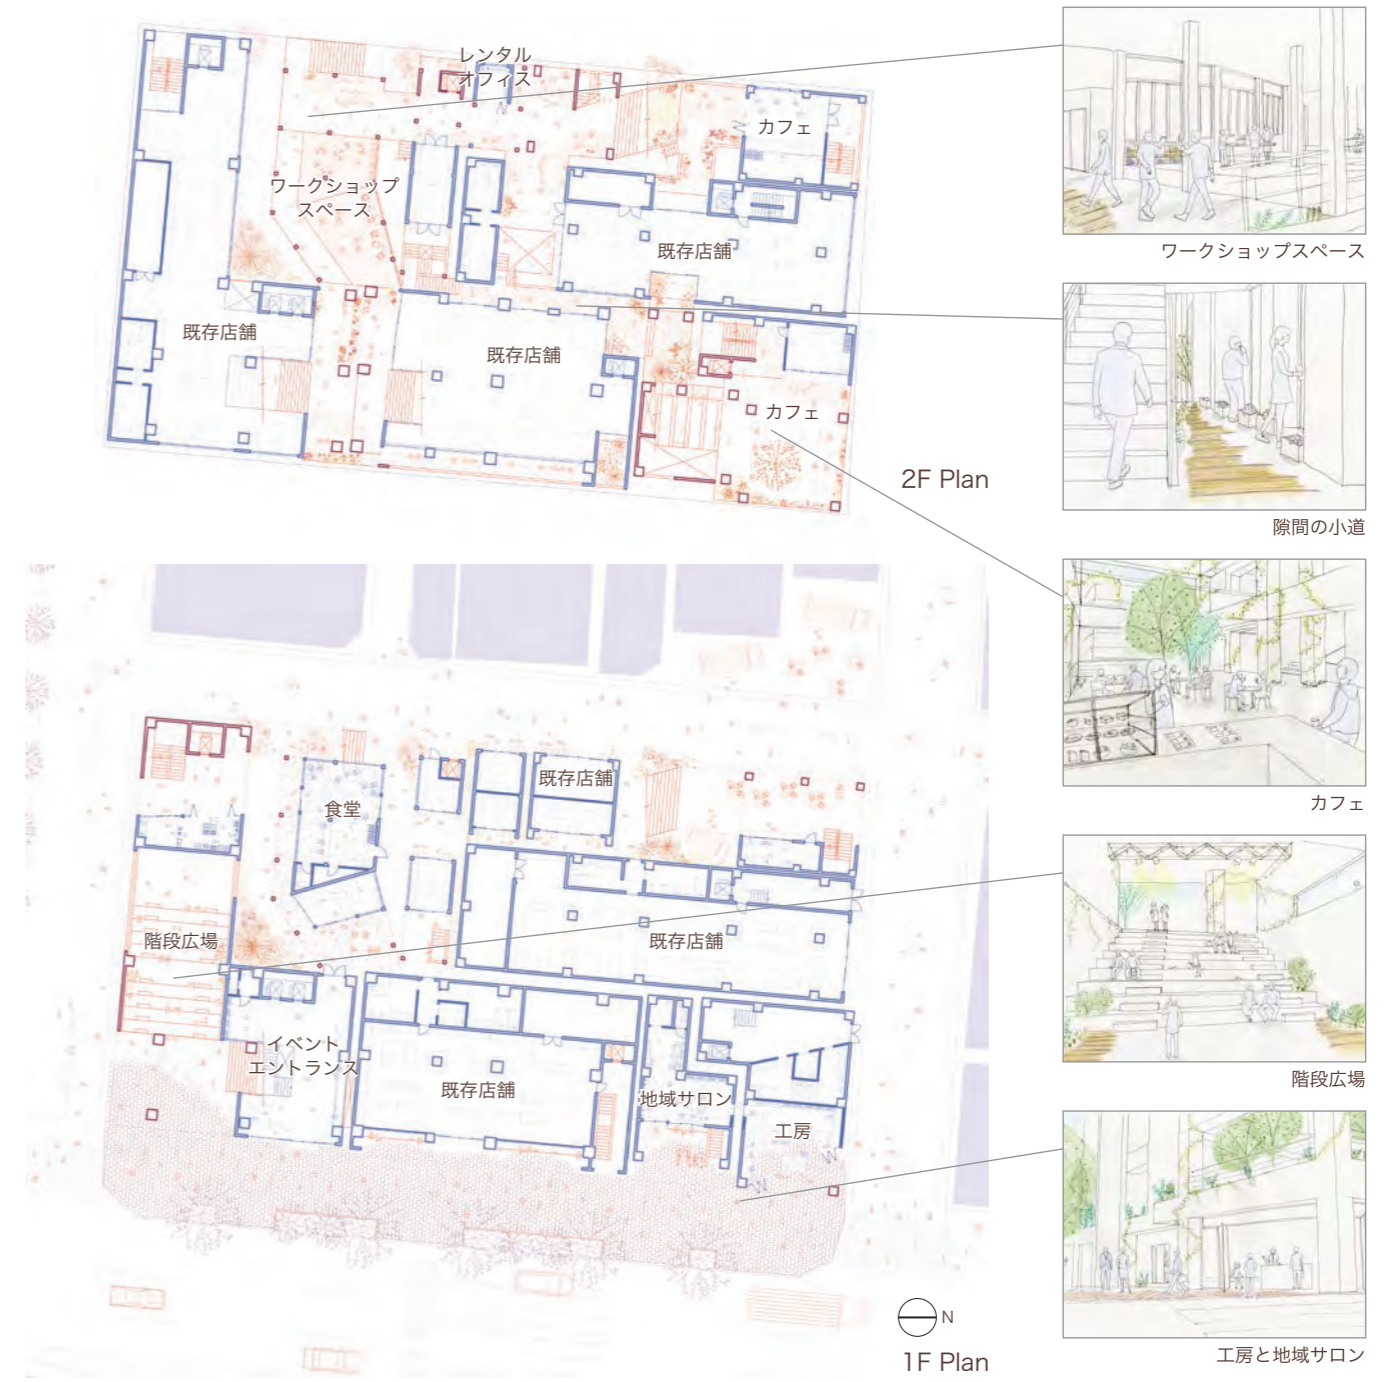 レンタル
オフィス
カフェ
ワークショップ
スペース
既存店舗
既存店舗
既存店舗
カフェ
2F Plan
既存店舗
食堂
階段広場
既存店舗
イベント
エントランス
既存店舗
地域サロン
工房
N
1F Plan
ワークショップスペース
隙間の小道
カフェ
階段広場
工房と地域サロン